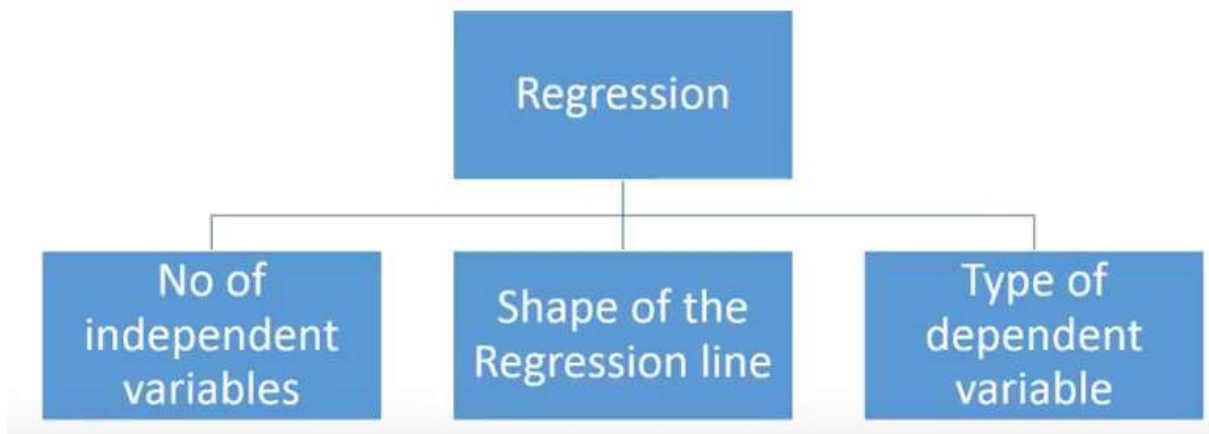 Regression
No of
independent
variables
Shape of the
Regression line
Type of
dependent
variable